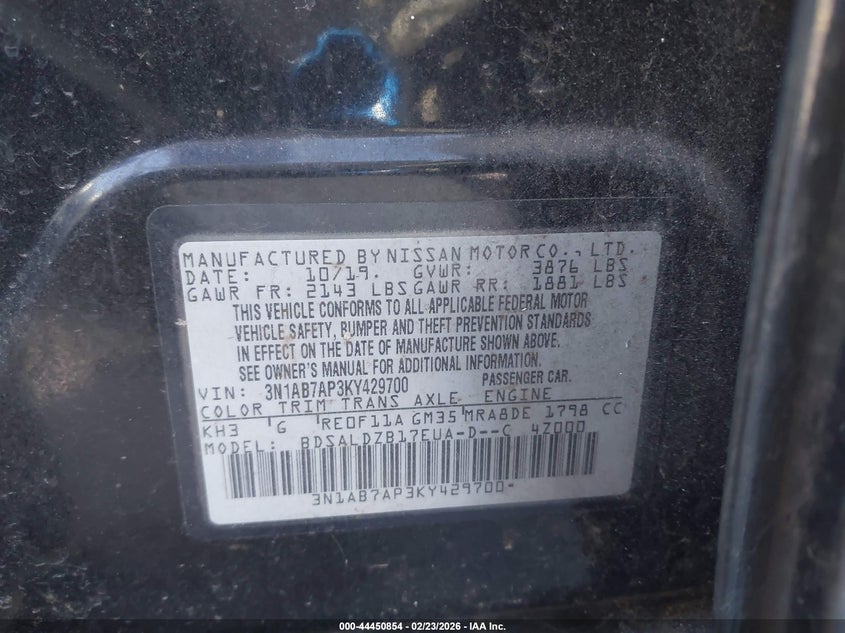 MANUFACTURED BY NISSAN MOTOR CO., LTD.
DATE: 10/19. GVWR: 3876 LBS
GAWR FR: 2143 LBS GAWR RR: 1881 LBS
THIS VEHICLE CONFORMS TO ALL APPLICABLE FEDERAL MOTOR
VEHICLE SAFETY, BUMPER AND THEFT PREVENTION STANDARDS
IN EFFECT ON THE DATE OF MANUFACTURE SHOWN ABOVE.
SEE OWNER'S MANUAL FOR ADDITIONAL INFORMATION.
VIN: 3N1AB7AP3KY429700 PASSENGER CAR.
COLOR TRIM TRANS AXLE ENGINE
KH3 G RE0F11A GM35 MRA8DE 1798 CC
MODEL: BDSALDZB17EUA-D--C 4Z000
3N1AB7AP3KY429700
000-44450854 - 02/23/2026 - IAA Inc.